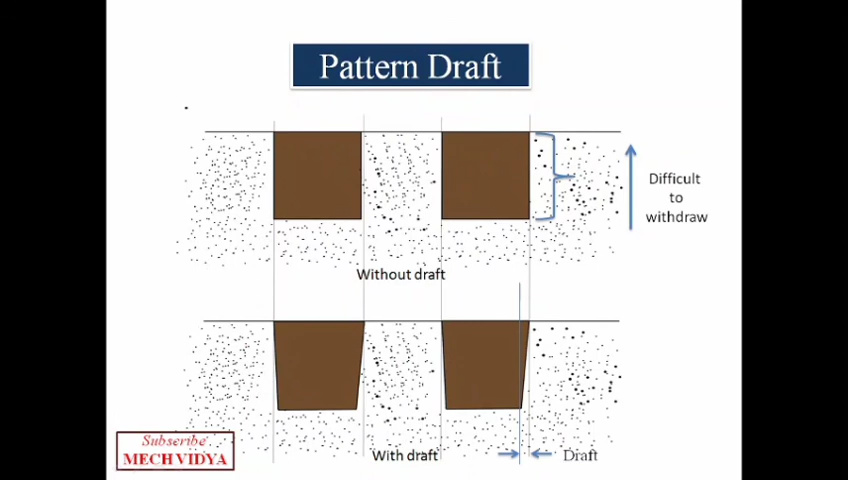 Pattern Draft
Difficult
to
withdraw
Without draft
With draft
Draft
Subscribe
MECH VIDYA